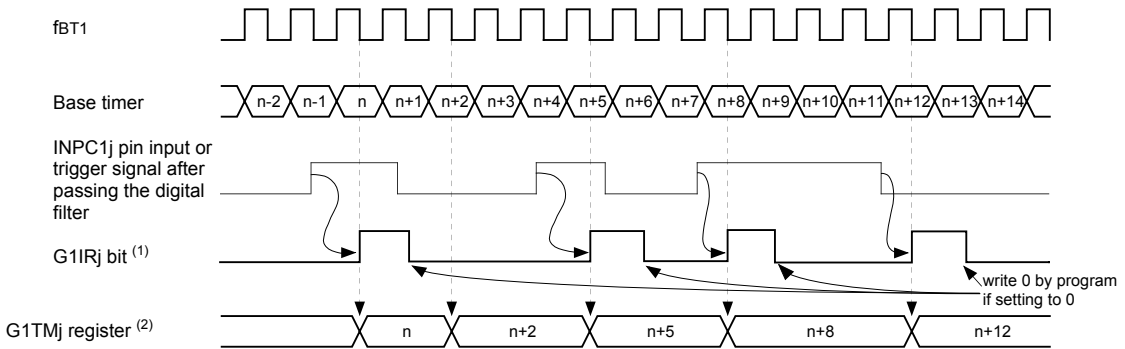 fBT1
Base timer
n-2 n-1 n n+1 n+2 n+3 n+4 n+5 n+6 n+7 n+8 n+9 n+10 n+11 n+12 n+13 n+14
INPC1j pin input or
trigger signal after
passing the digital
filter
G1IRj bit (1)
write 0 by program
if setting to 0
G1TMj register (2)
n n+2 n+5 n+8 n+12